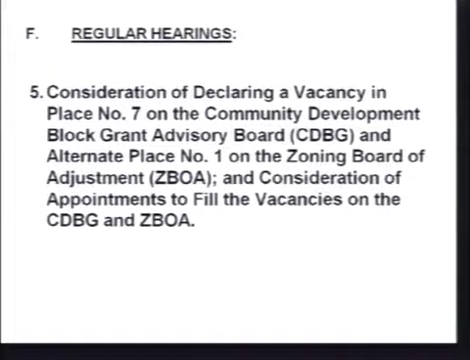 F. REGULAR HEARINGS:
5. Consideration of Declaring a Vacancy in
Place No. 7 on the Community Development
Block Grant Advisory Board (CDBG) and
Alternate Place No. 1 on the Zoning Board of
Adjustment (ZBOA); and Consideration of
Appointments to Fill the Vacancies on the
CDBG and ZBOA.